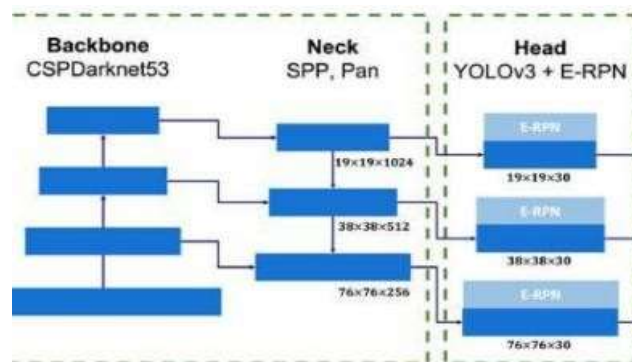 Backbone
CSPDarknet53
Neck
SPP, Pan
Head
YOLOv3 + E-RPN
19×19×1024
38×38×512
76×76×256
E-RPN
19×19×30
E-RPN
38×38×30
E-RPN
76×76×30